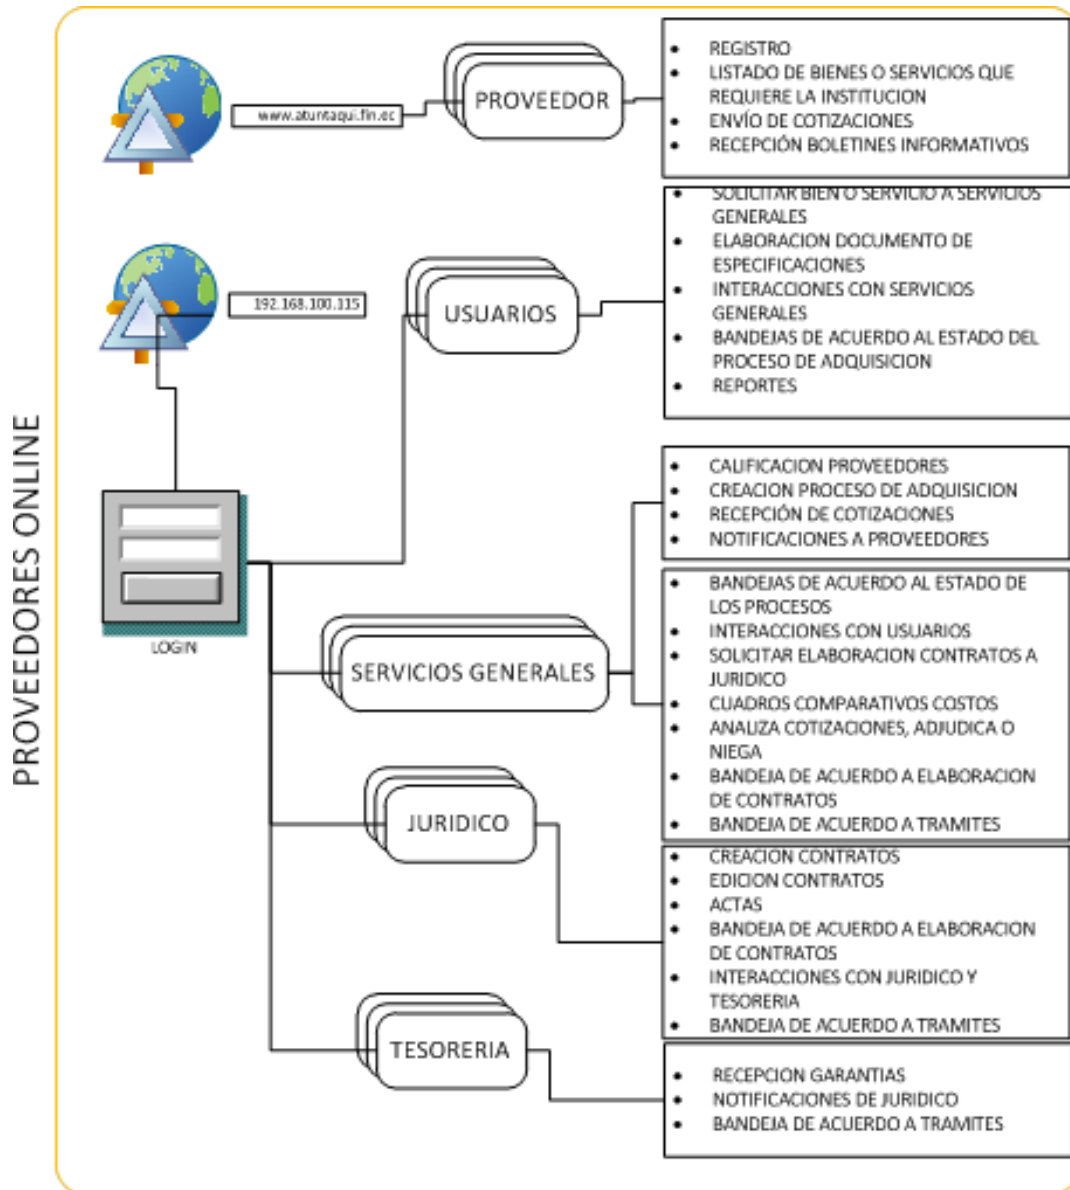 PROVEEDORES ONLINE
www.atuntaqui.fin.ec
PROVEEDOR
• REGISTRO
• LISTADO DE BIENES O SERVICIOS QUE
REQUIERE LA INSTITUCION
• ENVÍO DE COTIZACIONES
• RECEPCIÓN BOLETINES INFORMATIVOS
192.168.100.115
USUARIOS
• SOLICITAR BIEN O SERVICIO A SERVICIOS
GENERALES
• ELABORACION DOCUMENTO DE
ESPECIFICACIONES
• INTERACCIONES CON SERVICIOS
GENERALES
• BANDEJAS DE ACUERDO AL ESTADO DEL
PROCESO DE ADQUISICION
• REPORTES
LOGIN
SERVICIOS GENERALES
• CALIFICACION PROVEEDORES
• CREACION PROCESO DE ADQUISICION
• RECEPCIÓN DE COTIZACIONES
• NOTIFICACIONES A PROVEEDORES
• BANDEJAS DE ACUERDO AL ESTADO DE
LOS PROCESOS
• INTERACCIONES CON USUARIOS
• SOLICITAR ELABORACION CONTRATOS A
JURIDICO
• CUADROS COMPARATIVOS COSTOS
• ANALIZA COTIZACIONES, ADJUDICA O
NIEGA
• BANDEJA DE ACUERDO A ELABORACION
DE CONTRATOS
• BANDEJA DE ACUERDO A TRAMITES
JURIDICO
• CREACION CONTRATOS
• EDICION CONTRATOS
• ACTAS
• BANDEJA DE ACUERDO A ELABORACION
DE CONTRATOS
• INTERACCIONES CON JURIDICO Y
TESORERIA
• BANDEJA DE ACUERDO A TRAMITES
TESORERIA
• RECEPCION GARANTIAS
• NOTIFICACIONES DE JURIDICO
• BANDEJA DE ACUERDO A TRAMITES